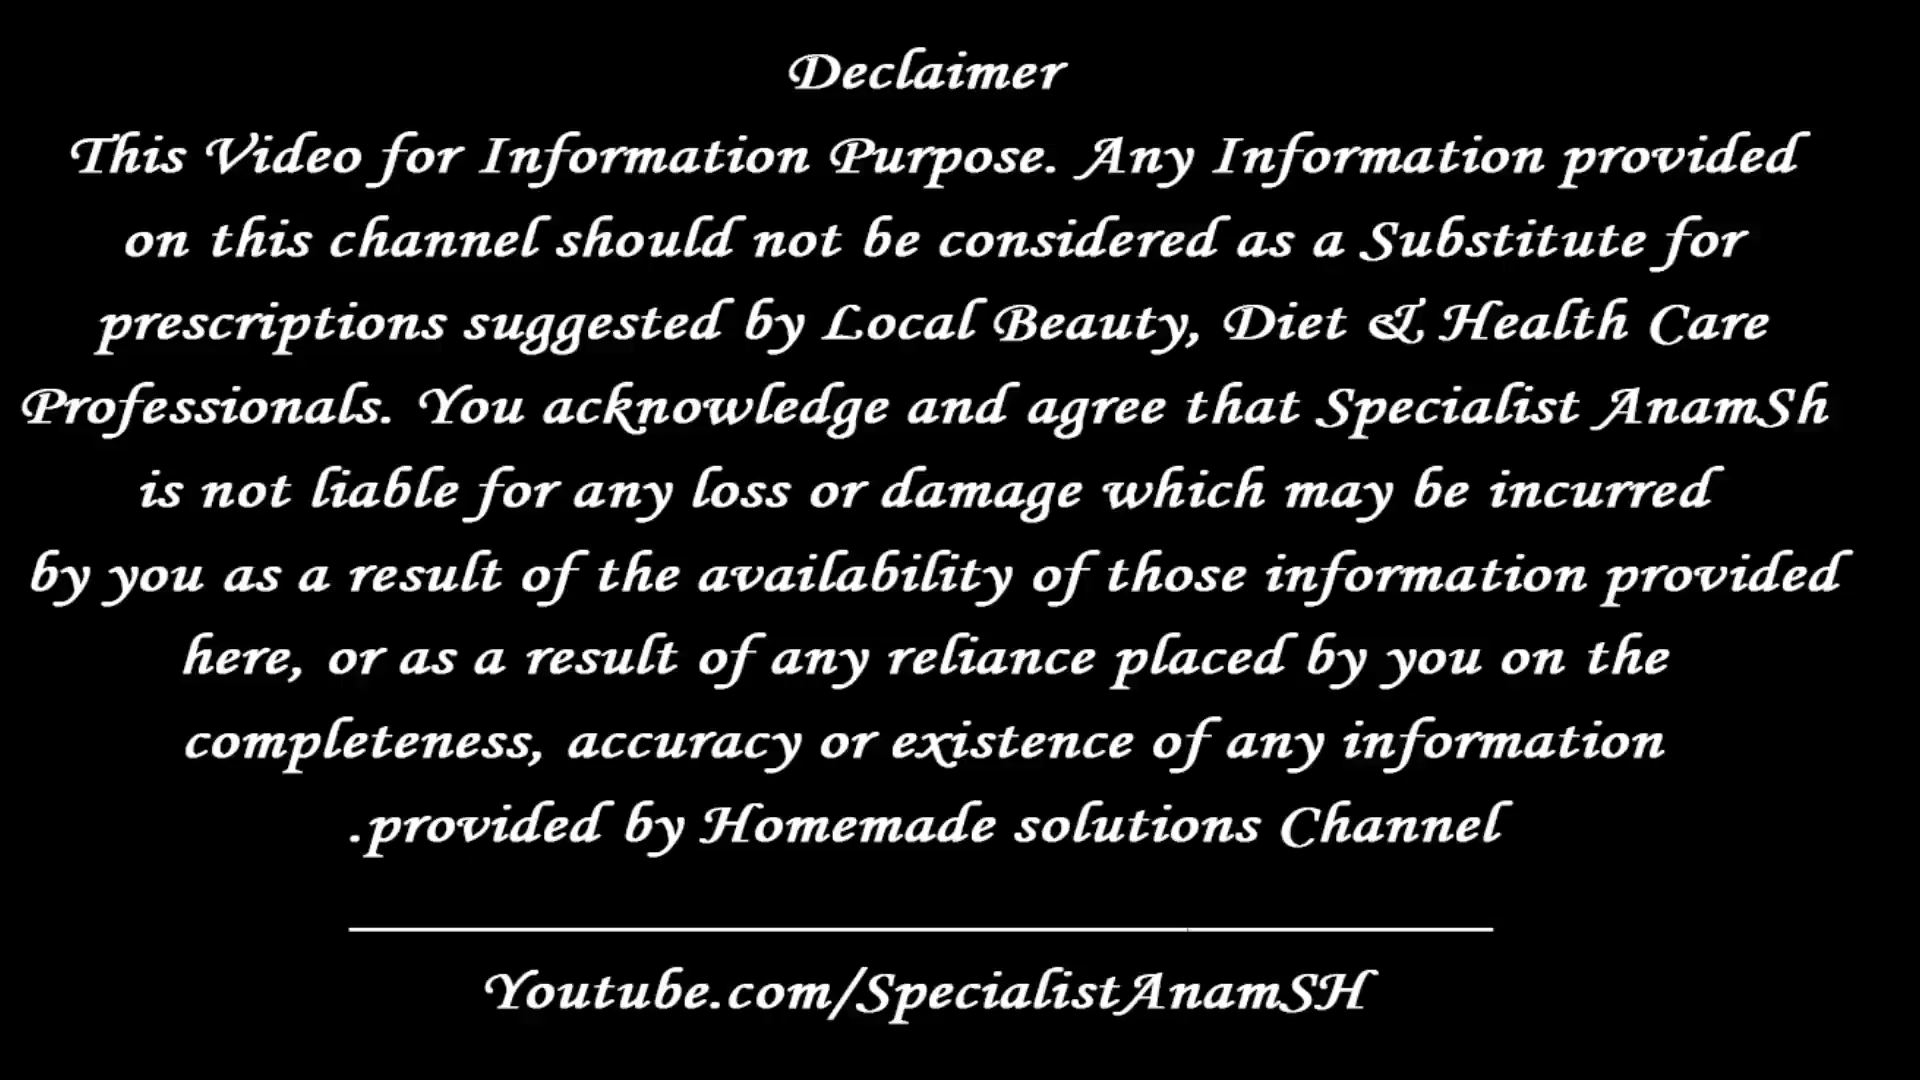 Declaimer
This Video for Information Purpose. Any Information provided
on this channel should not be considered as a Substitute for
prescriptions suggested by Local Beauty, Diet & Health Care
Professionals. You acknowledge and agree that Specialist AnamSh
is not liable for any loss or damage which may be incurred
by you as a result of the availability of those information provided
here, or as a result of any reliance placed by you on the
completeness, accuracy or existence of any information
.provided by Homemade solutions Channel
Youtube.com/SpecialistAnamSH